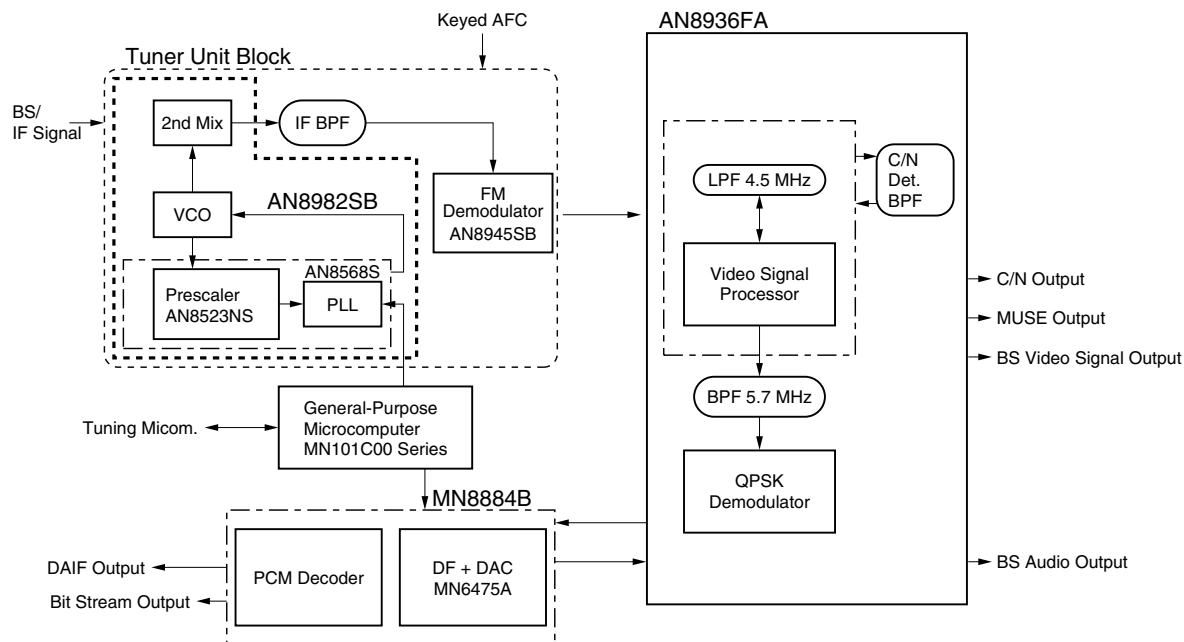 Keyed AFC
AN8936FA
Tuner Unit Block
BS/
IF Signal
2nd Mix
IF BPF
C/N
Det.
BPF
LPF 4.5 MHz
FM
Demodulator
AN8945SB
AN8982SB
VCO
Video Signal
Processor
AN8568S
Prescaler
AN8523NS
PLL
C/N Output
MUSE Output
BS Video Signal Output
BPF 5.7 MHz
General-Purpose
Microcomputer
MN101C00 Series
Tuning Micom.
QPSK
Demodulator
MN8884B
DAIF Output
Bit Stream Output
PCM Decoder
DF + DAC
MN6475A
BS Audio Output